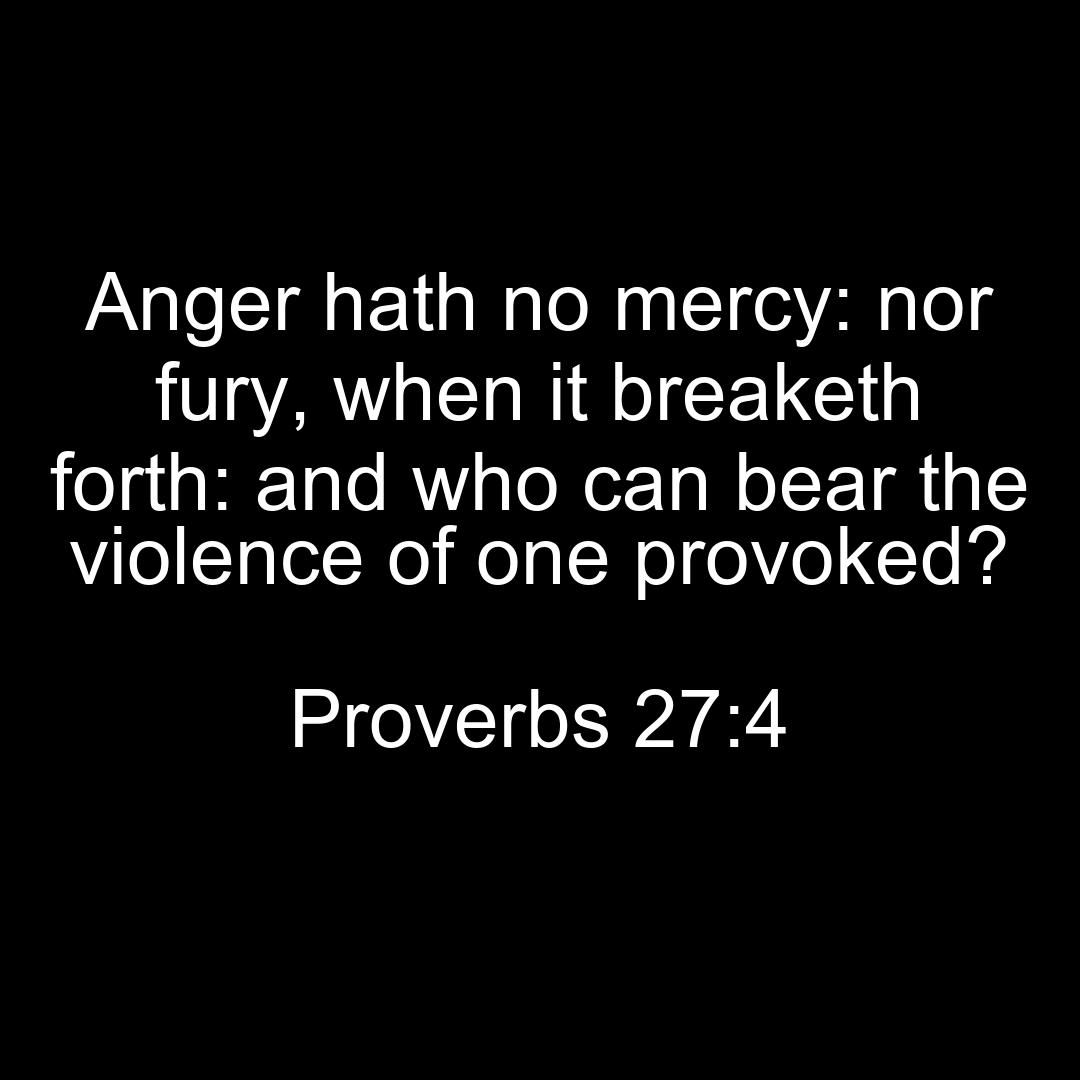 Anger hath no mercy: nor
fury, when it breaketh
forth: and who can bear the
violence of one provoked?
Proverbs 27:4